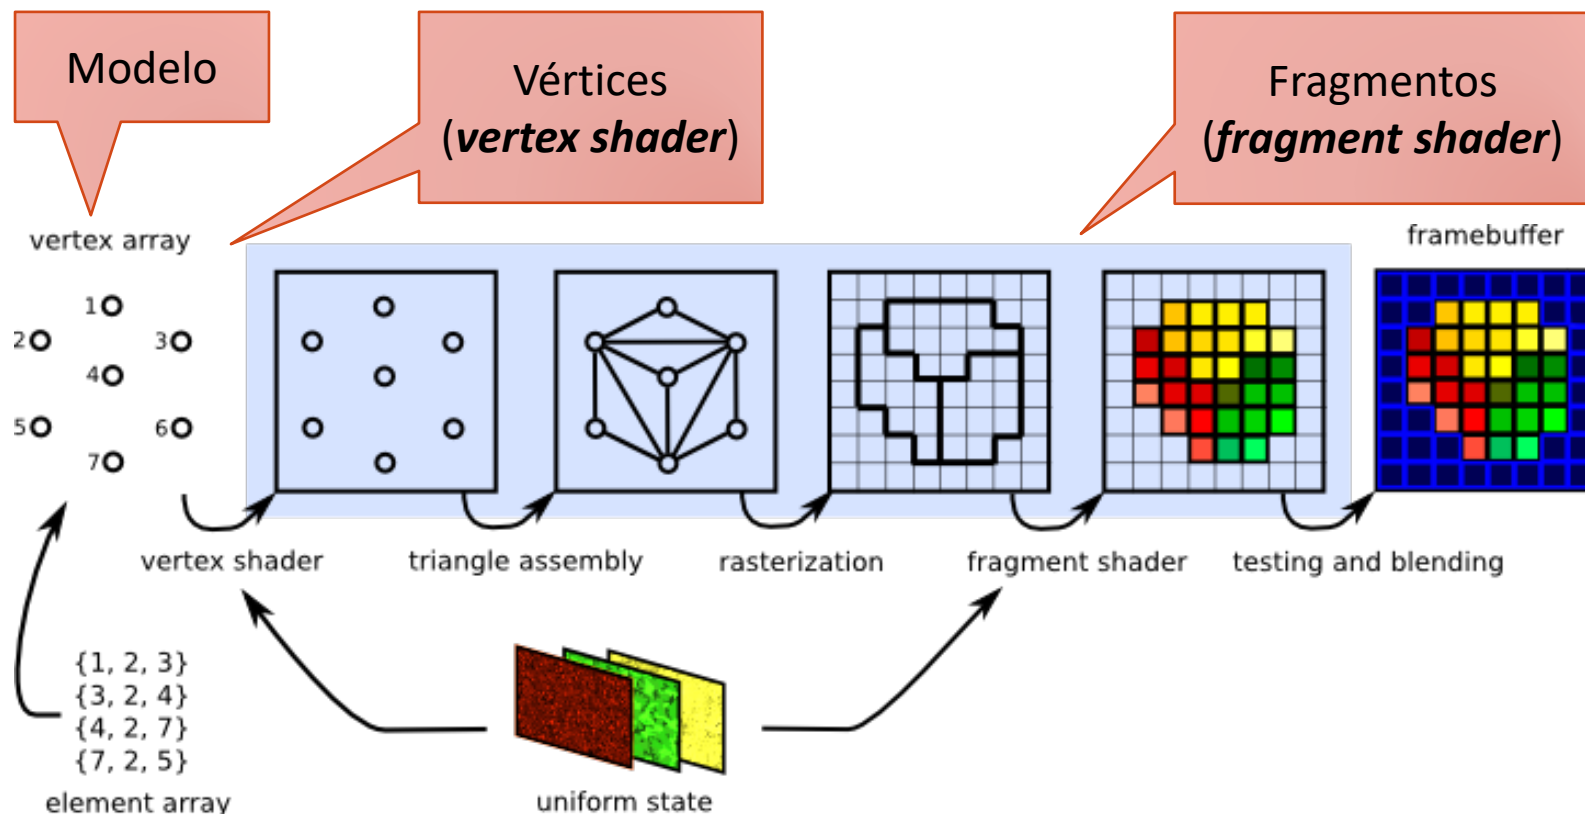 Modelo
Vértices
(vertex shader)
Fragmentos
(fragment shader)
vertex array
framebuffer
1
2
3
4
5
6
7
vertex shader
triangle assembly
rasterization
fragment shader
testing and blending
{1, 2, 3}
{3, 2, 4}
{4, 2, 7}
{7, 2, 5}
element array
uniform state